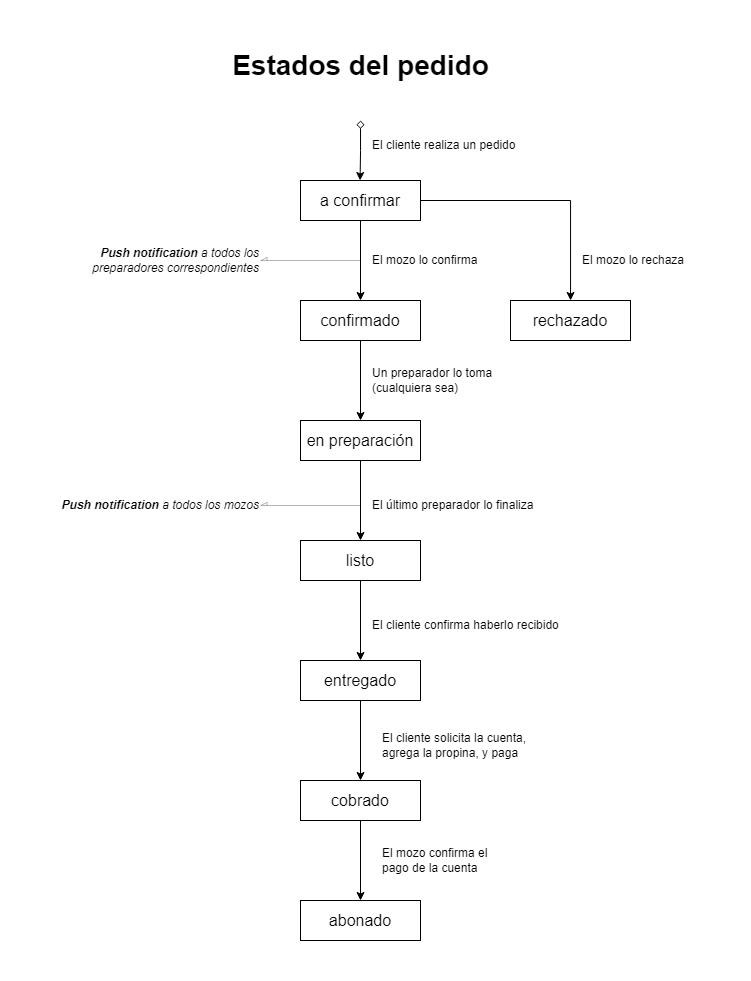 Estados del pedido
El cliente realiza un pedido
a confirmar
Push notification a todos los
preparadores correspondientes
El mozo lo confirma
El mozo lo rechaza
confirmado
rechazado
Un preparador lo toma
(cualquiera sea)
en preparación
Push notification a todos los mozos
El último preparador lo finaliza
listo
El cliente confirma haberlo recibido
entregado
El cliente solicita la cuenta,
agrega la propina, y paga
cobrado
El mozo confirma el
pago de la cuenta
abonado